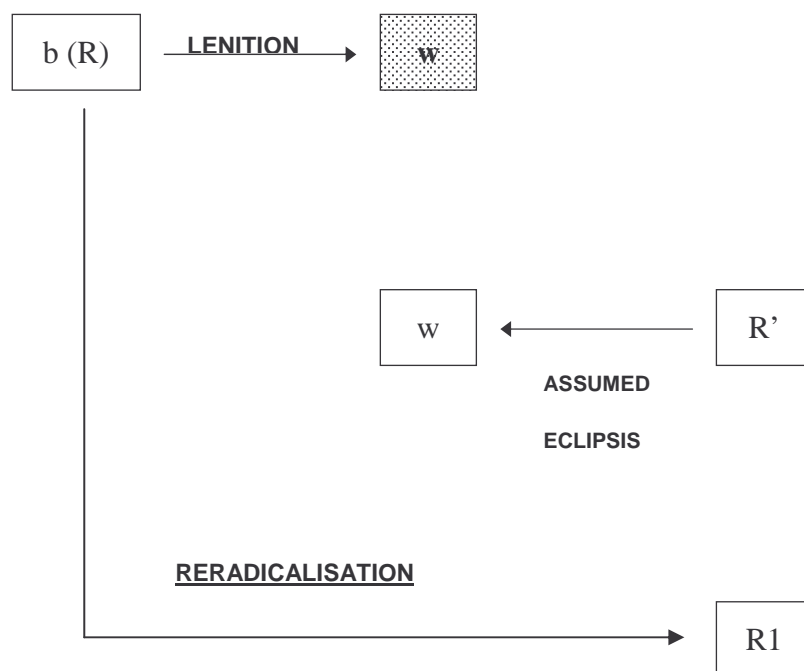 b (R) LENITION w
w R’
ASSUMED
ECLIPSIS
RERADICALISATION
R1